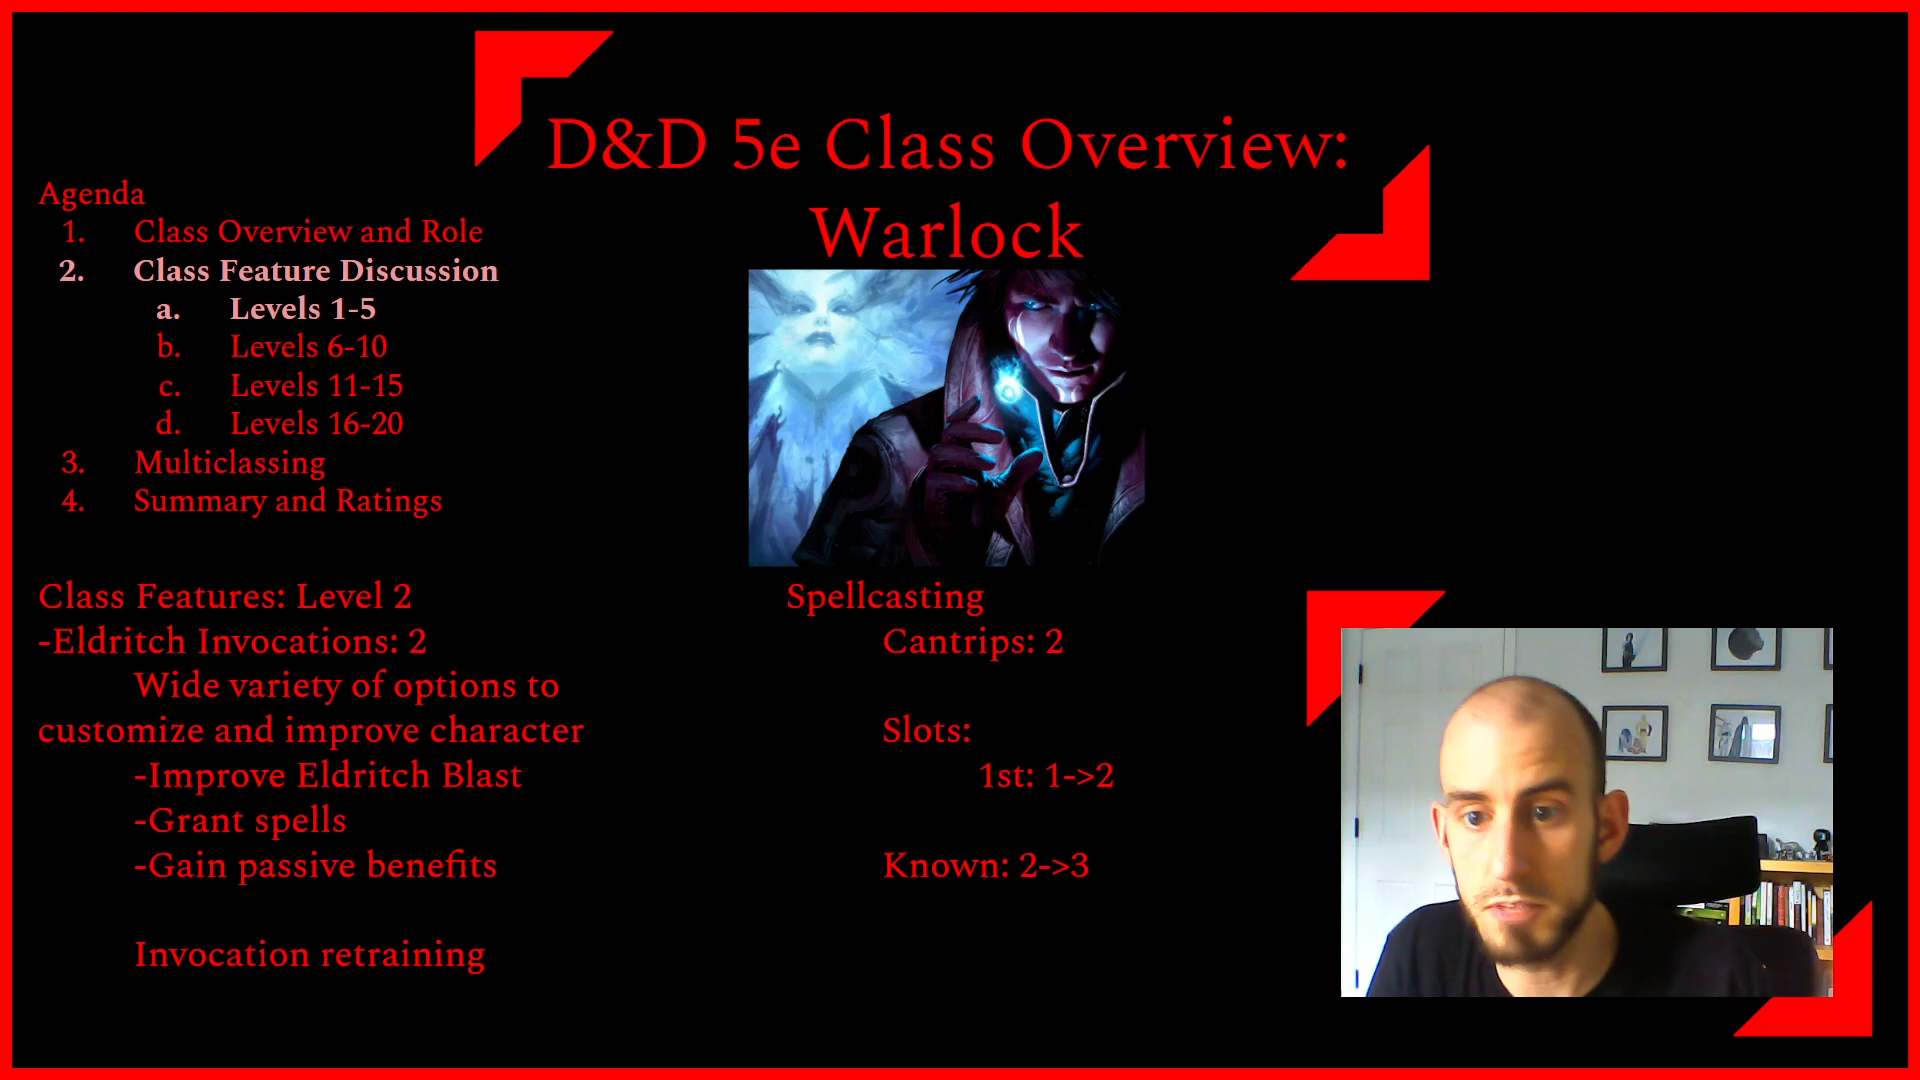 D&D 5e Class Overview:
Warlock
Agenda
1. Class Overview and Role
2. Class Feature Discussion
a. Levels 1-5
b. Levels 6-10
c. Levels 11-15
d. Levels 16-20
3. Multiclassing
4. Summary and Ratings
Class Features: Level 2
-Eldritch Invocations: 2
Wide variety of options to
customize and improve character
-Improve Eldritch Blast
-Grant spells
-Gain passive benefits
Invocation retraining
Spellcasting
Cantrips: 2
Slots:
1st: 1->2
Known: 2->3